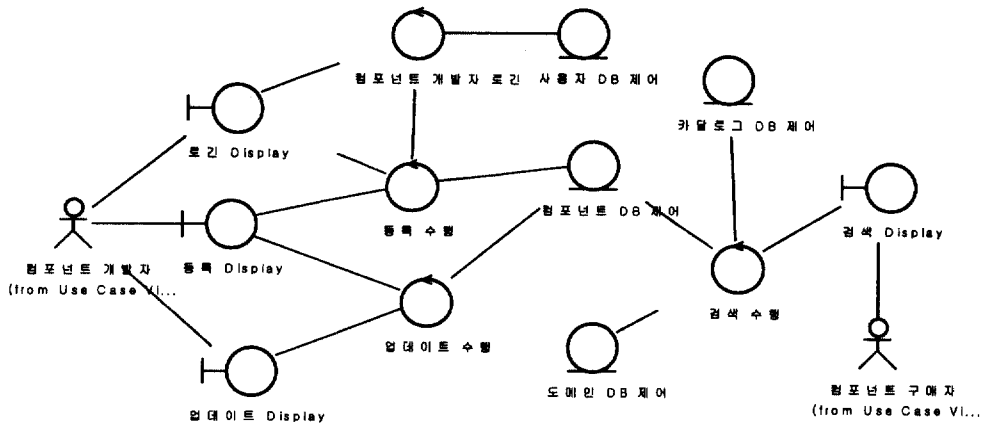 컴포넌트 개발자 로긴
사용자 DB 제어
카달로그 DB 제어
로긴 Display
컴포넌트 DB 제어
등록 수행
검색 Display
컴포넌트 개발자
(from Use Case Vi...
등록 Display
검색 수행
업데이트 수행
도메인 DB 제어
컴포넌트 구매자
(from Use Case Vi...
업데이트 Display